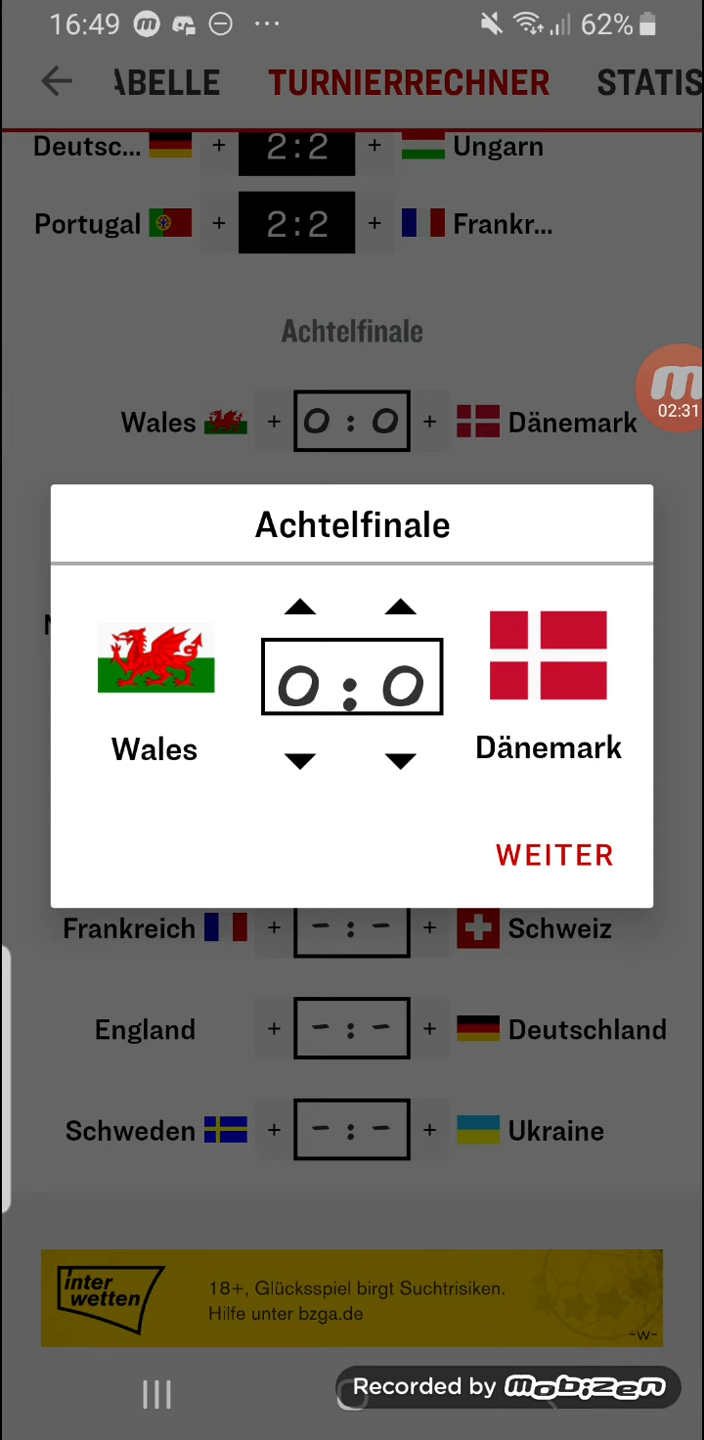 16:49 62%
ABELLE TURNIERRECHNER STATIS
Deutsc... + 2:2 + Ungarn
Portugal + 2:2 + Frankr...
Achtelfinale
02:31
Wales + 0:0 + Dänemark
Achtelfinale
0:0
Wales Dänemark
WEITER
Frankreich + -:- + Schweiz
England + -:- + Deutschland
Schweden + -:- + Ukraine
inter
wetten
18+, Glücksspiel birgt Suchtrisiken.
Hilfe unter bzga.de
-W-
Recorded by mobizen